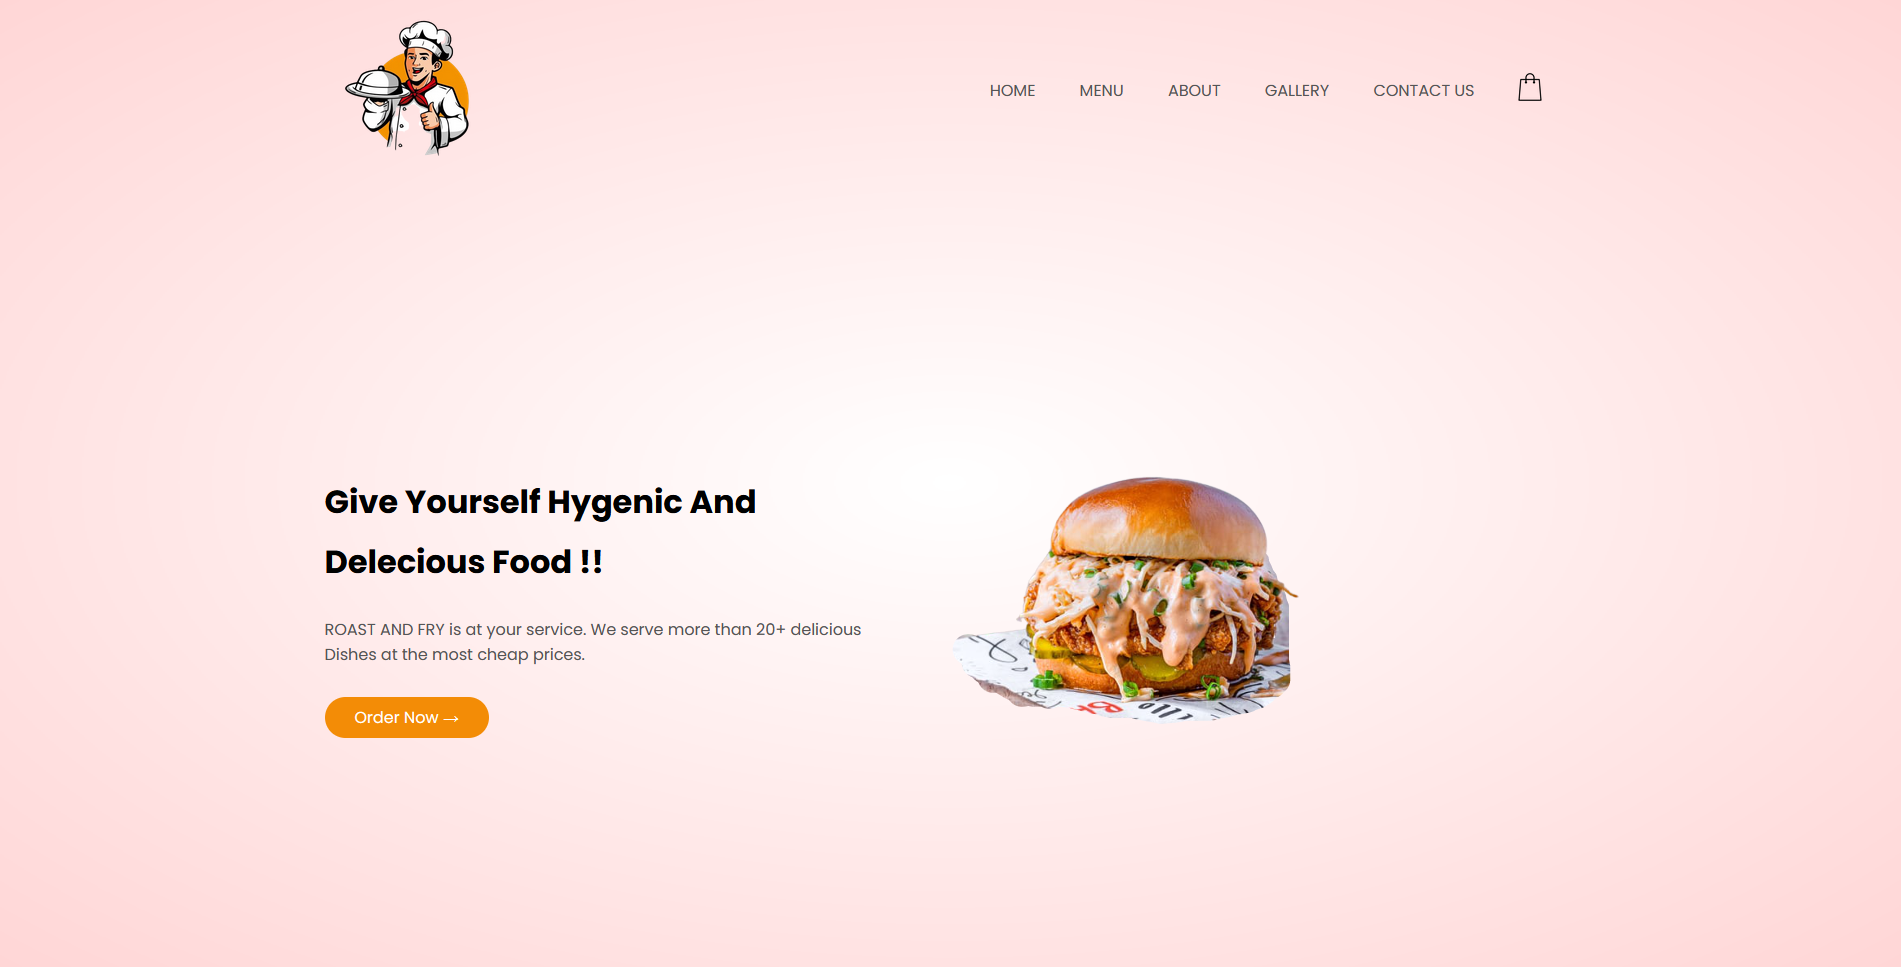 HOME MENU ABOUT GALLERY CONTACT US
Give Yourself Hygenic And
Delecious Food !!
ROAST AND FRY is at your service. We serve more than 20+ delicious
Dishes at the most cheap prices.
Order Now →